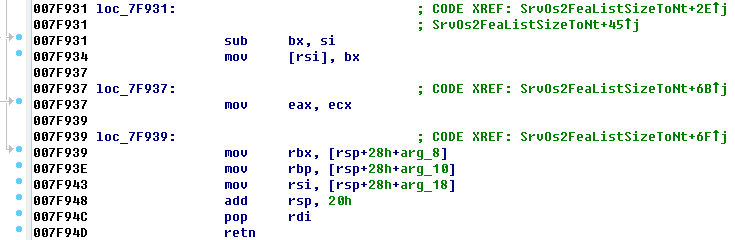 007F931 loc_7F931: ; CODE XREF: SrvOs2FeaListSizeToNt+2E↑j
007F931 ; SrvOs2FeaListSizeToNt+45↑j
007F931 sub bx, si
007F934 mov [rsi], bx
007F937
007F937 loc_7F937: ; CODE XREF: SrvOs2FeaListSizeToNt+6B↑j
007F937 mov eax, ecx
007F939
007F939 loc_7F939: ; CODE XREF: SrvOs2FeaListSizeToNt+6F↑j
007F939 mov rbx, [rsp+28h+arg_8]
007F93E mov rbp, [rsp+28h+arg_10]
007F943 mov rsi, [rsp+28h+arg_18]
007F948 add rsp, 20h
007F94C pop rdi
007F94D retn